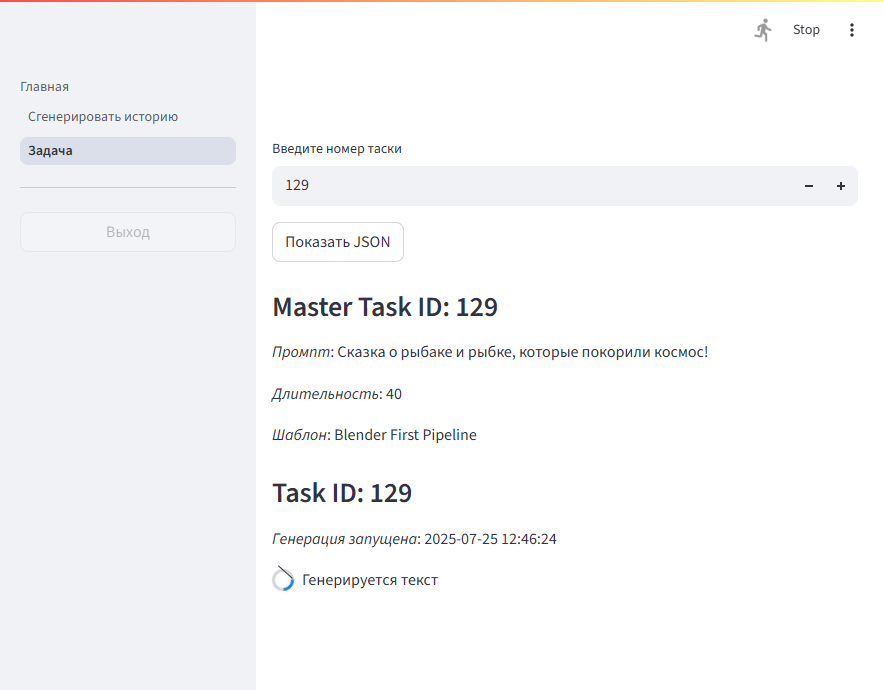 Stop
Главная
Сгенерировать историю
Задача
Выход
Введите номер таски
129
Показать JSON
Master Task ID: 129
Промпт: Сказка о рыбаке и рыбке, которые покорили космос!
Длительность: 40
Шаблон: Blender First Pipeline
Task ID: 129
Генерация запущена: 2025-07-25 12:46:24
Генерируется текст